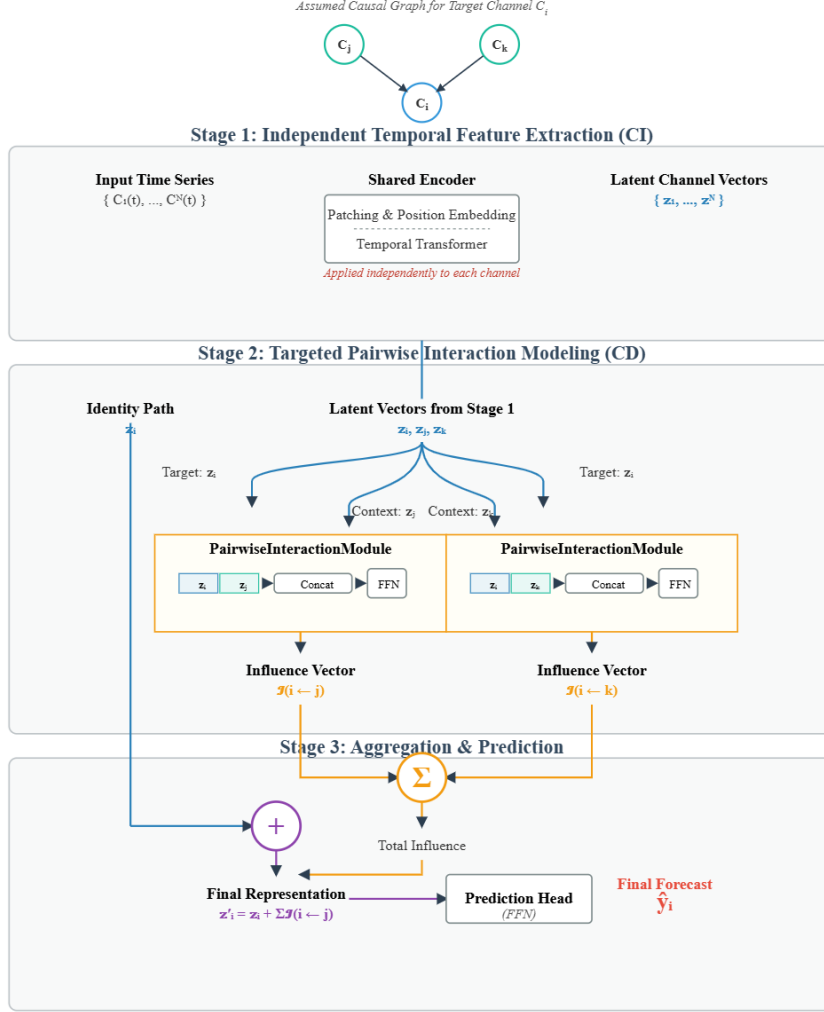 Assumed Causal Graph for Target Channel Cᵢ
Cⱼ
Cₖ
Cᵢ
Stage 1: Independent Temporal Feature Extraction (CI)
Input Time Series
{ C₁(t), ..., Cᴺ(t) }
Shared Encoder
Patching & Position Embedding
Temporal Transformer
Applied independently to each channel
Latent Channel Vectors
{ z₁, ..., zᴺ }
Stage 2: Targeted Pairwise Interaction Modeling (CD)
Identity Path
zᵢ
Latent Vectors from Stage 1
zᵢ, zⱼ, zₖ
Target: zᵢ
Target: zᵢ
Context: zⱼ
Context: zₖ
PairwiseInteractionModule
zᵢ
zⱼ
Concat
FFN
PairwiseInteractionModule
zᵢ
zₖ
Concat
FFN
Influence Vector
𝓘(i ← j)
Influence Vector
𝓘(i ← k)
Stage 3: Aggregation & Prediction
Σ
+
Total Influence
Final Representation
z′ᵢ = zᵢ + Σ𝓘(i ← j)
Prediction Head
(FFN)
Final Forecast
ŷᵢ